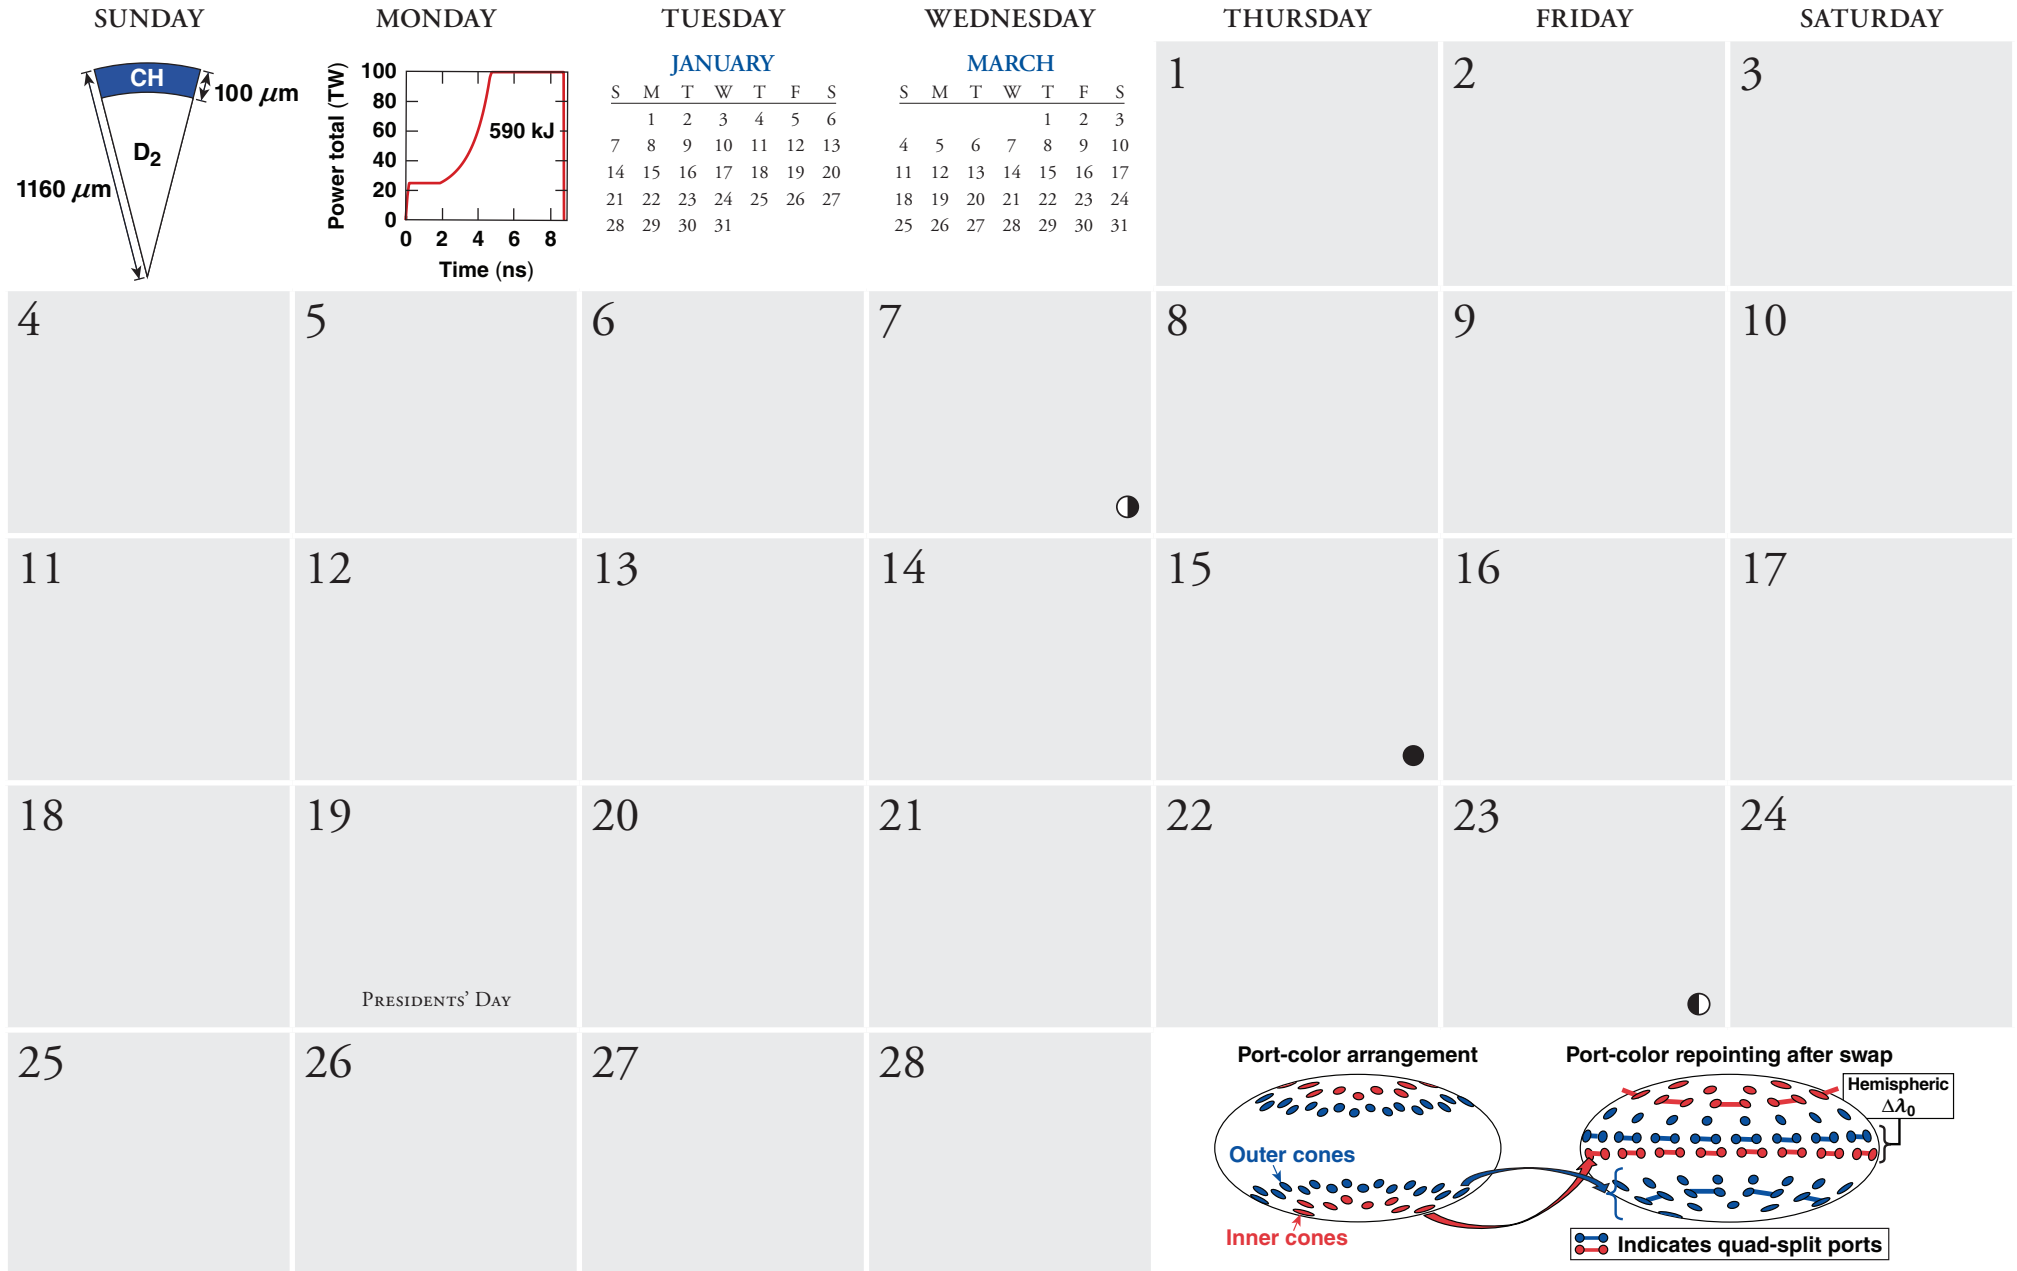 SUNDAY MONDAY TUESDAY WEDNESDAY THURSDAY FRIDAY SATURDAY
CH
100 μm
D2
1160 μm
Power total (TW)
100
80
60
40
20
0
590 kJ
0 2 4 6 8
Time (ns)
JANUARY
S M T W T F S
1 2 3 4 5 6
7 8 9 10 11 12 13
14 15 16 17 18 19 20
21 22 23 24 25 26 27
28 29 30 31
MARCH
S M T W T F S
1 2 3
4 5 6 7 8 9 10
11 12 13 14 15 16 17
18 19 20 21 22 23 24
25 26 27 28 29 30 31
1 2 3
4 5 6 7 8 9 10
11 12 13 14 15 16 17
18 19 20 21 22 23 24
Presidents’ Day
25 26 27 28
Port-color arrangement
Outer cones
Inner cones
Port-color repointing after swap
Hemispheric
Δλ0
Indicates quad-split ports